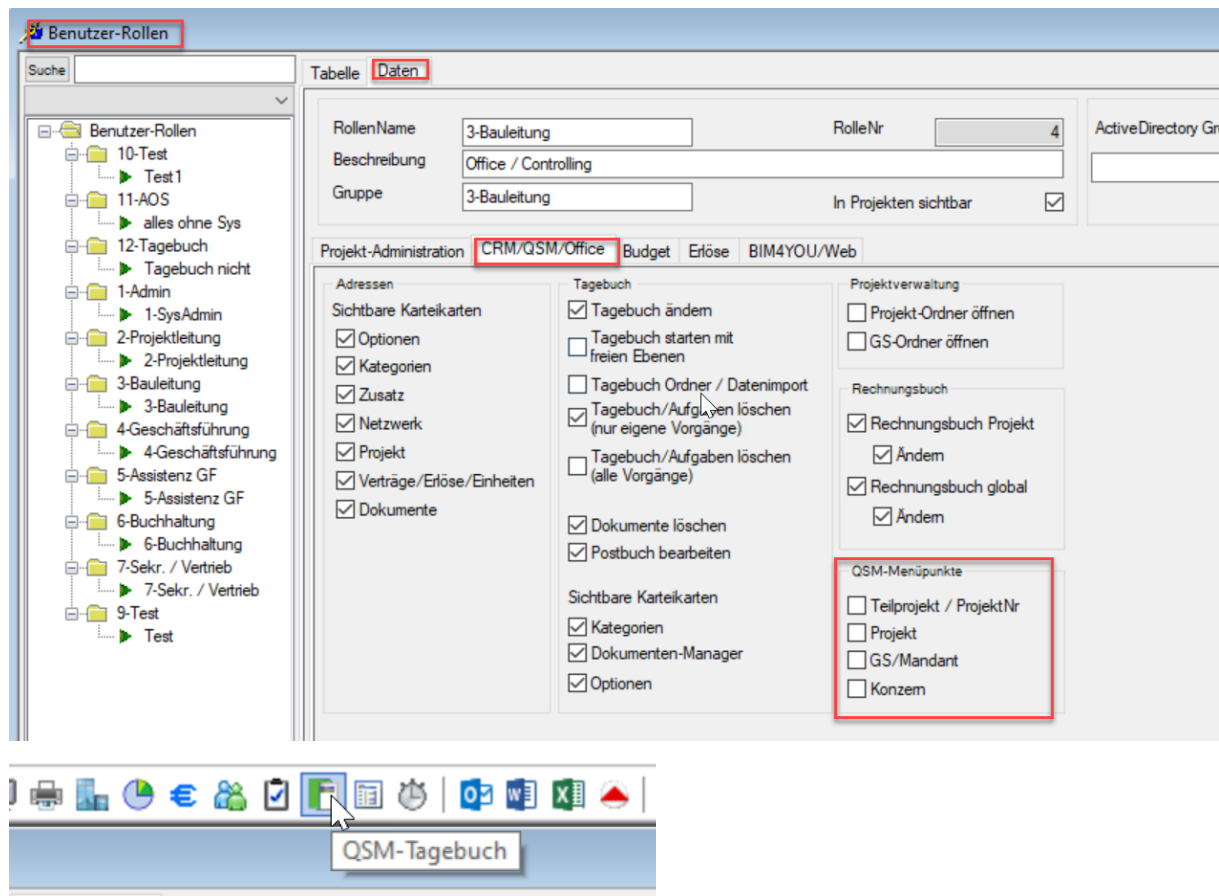 Benutzer-Rollen
Suche
Tabelle Daten
Benutzer-Rollen
10-Test
Test1
11-AOS
alles ohne Sys
12-Tagebuch
Tagebuch nicht
1-Admin
1-SysAdmin
2-Projektleitung
2-Projektleitung
3-Bauleitung
3-Bauleitung
4-Geschäftsführung
4-Geschäftsführung
5-Assistenz GF
5-Assistenz GF
6-Buchhaltung
6-Buchhaltung
7-Sekr. / Vertrieb
7-Sekr. / Vertrieb
9-Test
Test
RollenName 3-Bauleitung RolleNr 4 ActiveDirectory Gr
Beschreibung Office / Controlling
Gruppe 3-Bauleitung In Projekten sichtbar
Projekt-Administration CRM/QSM/Office Budget Erlöse BIM4YOU/Web
Adressen
Sichtbare Karteikarten
Optionen
Kategorien
Zusatz
Netzwerk
Projekt
Verträge/Erlöse/Einheiten
Dokumente
Tagebuch
Tagebuch ändern
Tagebuch starten mit
freien Ebenen
Tagebuch Ordner / Datenimport
Tagebuch/Aufgaben löschen
(nur eigene Vorgänge)
Tagebuch/Aufgaben löschen
(alle Vorgänge)
Dokumente löschen
Postbuch bearbeiten
Sichtbare Karteikarten
Kategorien
Dokumenten-Manager
Optionen
Projektverwaltung
Projekt-Ordner öffnen
GS-Ordner öffnen
Rechnungsbuch
Rechnungsbuch Projekt
Ändern
Rechnungsbuch global
Ändern
QSM-Menüpunkte
Teilprojekt / ProjektNr
Projekt
GS/Mandant
Konzern
QSM-Tagebuch